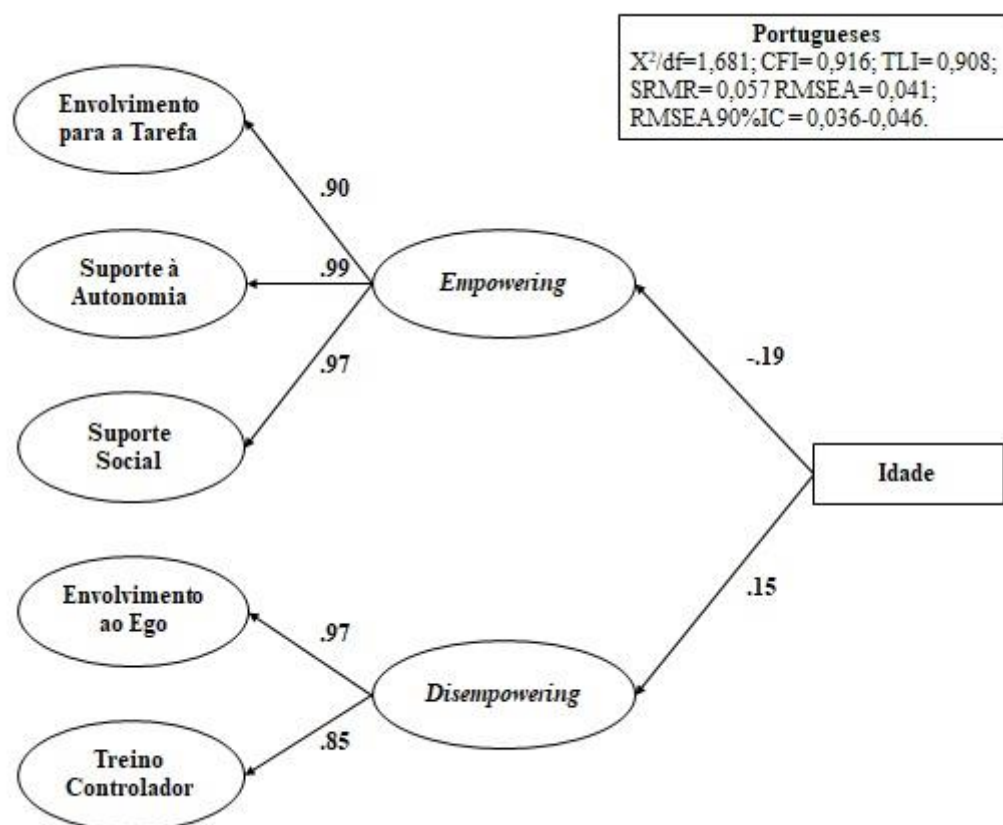 Portugueses
X²/df=1,681; CFI= 0,916; TLI= 0,908;
SRMR= 0,057 RMSEA= 0,041;
RMSEA 90%IC = 0,036-0,046.
Envolvimento
para a Tarefa
.90
Suporte à
Autonomia
.99
Empowering
.97
-.19
Suporte
Social
Idade
Envolvimento
ao Ego
.97
.15
Disempowering
.85
Treino
Controlador